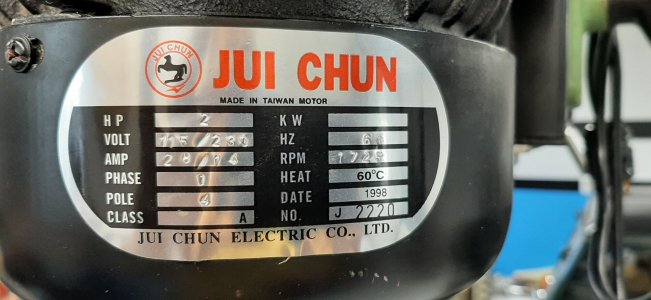 JUI CHUN
JUI CHUN
MADE IN TAIWAN MOTOR
HP 2 KW
VOLT 115/230 HZ 60
AMP 28/14 RPM 1725
PHASE 1 HEAT 60°C
POLE 4 DATE 1998
CLASS A NO. J 2220
JUI CHUN ELECTRIC CO., LTD.